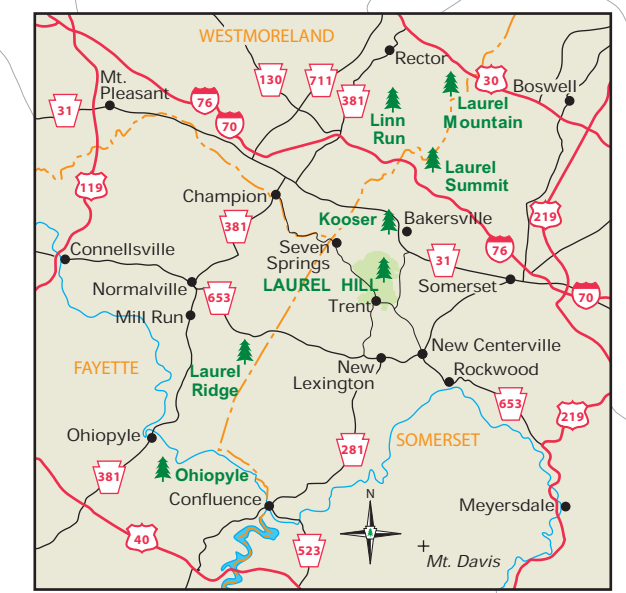 WESTMORELAND
Rector
Mt.
Pleasant
130
711
30
Boswell
31
76
381
Laurel
Mountain
70
Linn
Run
Laurel
Summit
119
Champion
Kooser
Bakersville
219
381
Seven
Springs
76
Connellsville
31
Normalville
653
LAUREL HILL
Somerset
70
Trent
Mill Run
New Centerville
FAYETTE
Laurel
Ridge
New
Lexington
Rockwood
653
219
Ohiopyle
SOMERSET
281
381
Ohiopyle
Confluence
N
Meyersdale
40
523
Mt. Davis